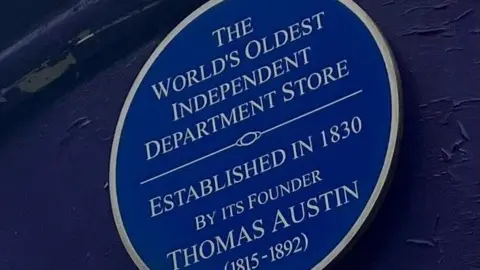 THE
WORLD'S OLDEST
INDEPENDENT
DEPARTMENT STORE
ESTABLISHED IN 1830
BY ITS FOUNDER
THOMAS AUSTIN
(1815-1892)